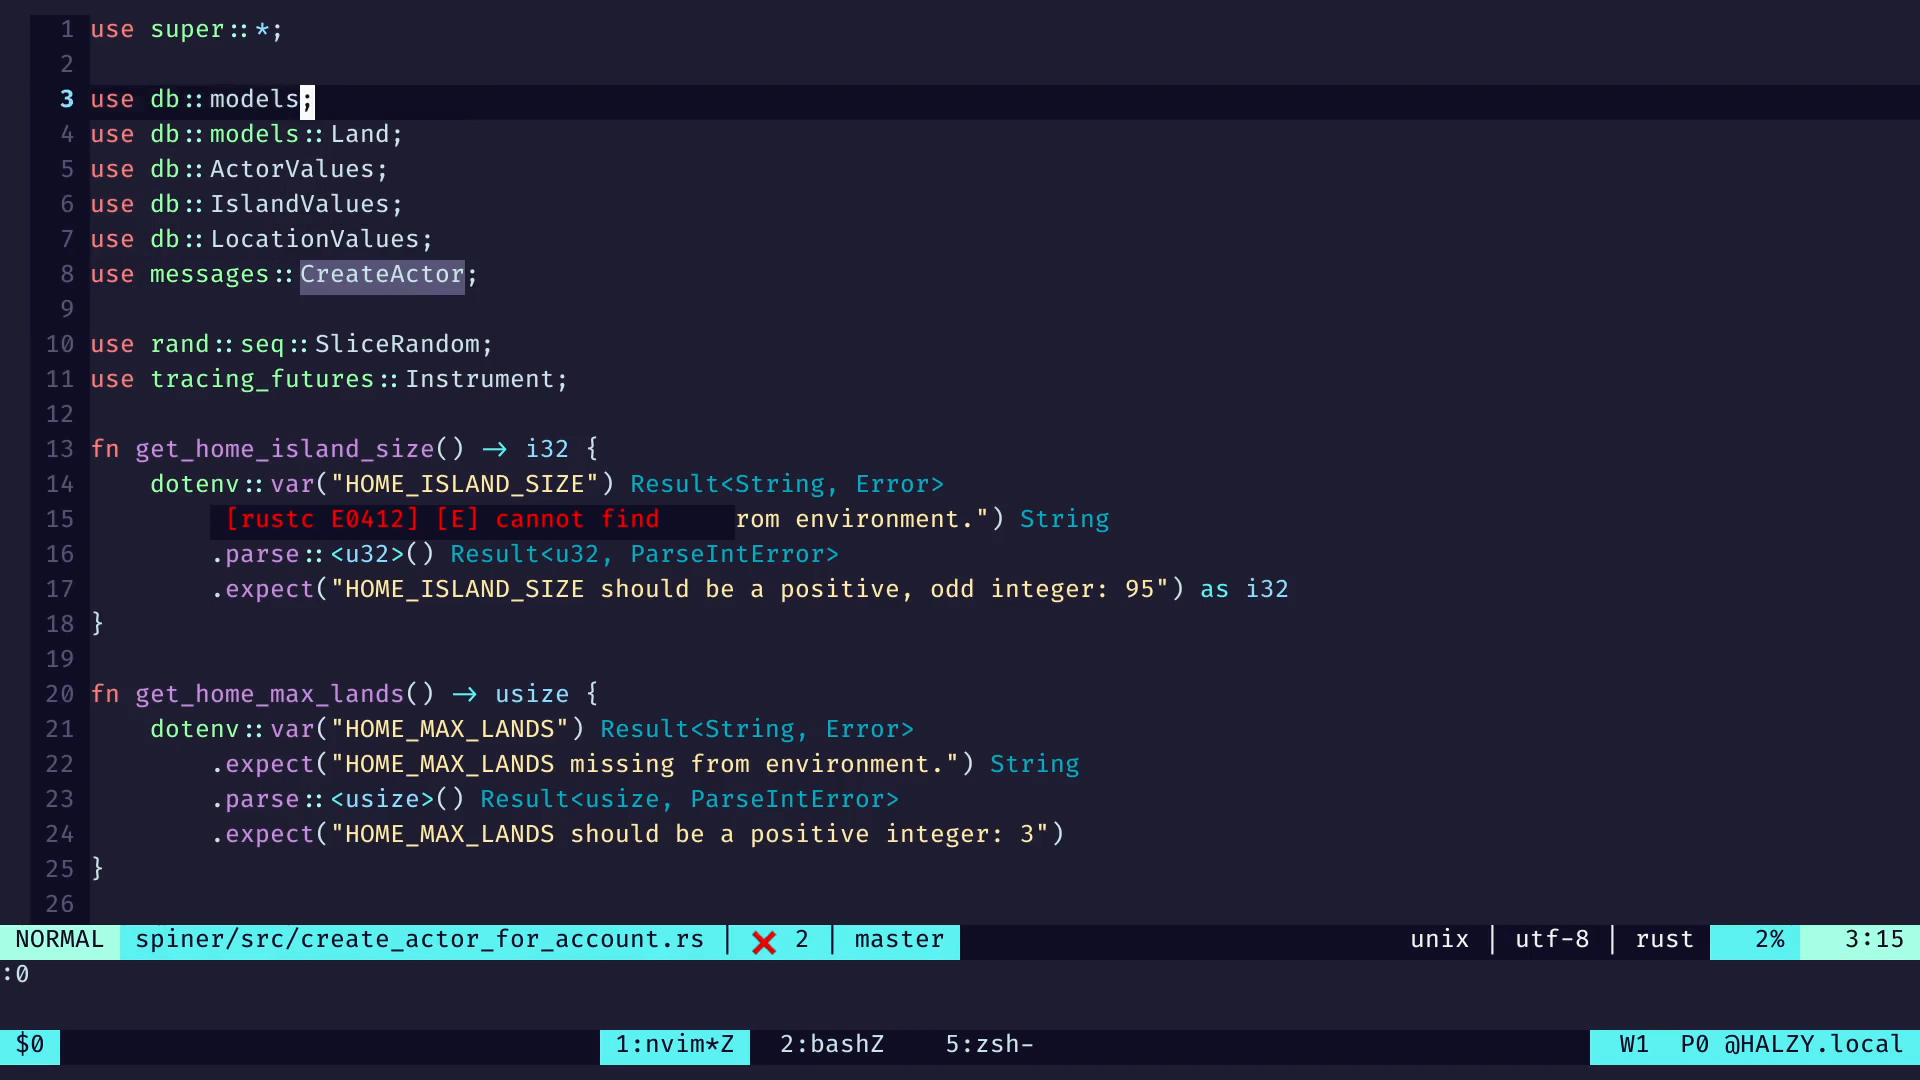 1 use super::*;
2
3 use db::models;
4 use db::models::Land;
5 use db::ActorValues;
6 use db::IslandValues;
7 use db::LocationValues;
8 use messages::CreateActor;
9
10 use rand::seq::SliceRandom;
11 use tracing_futures::Instrument;
12
13 fn get_home_island_size() -> i32 {
14     dotenv::var("HOME_ISLAND_SIZE") Result<String, Error>
15         [rustc E0412] [E] cannot find     rom environment.") String
16         .parse::<u32>() Result<u32, ParseIntError>
17         .expect("HOME_ISLAND_SIZE should be a positive, odd integer: 95") as i32
18 }
19
20 fn get_home_max_lands() -> usize {
21     dotenv::var("HOME_MAX_LANDS") Result<String, Error>
22         .expect("HOME_MAX_LANDS missing from environment.") String
23         .parse::<usize>() Result<usize, ParseIntError>
24         .expect("HOME_MAX_LANDS should be a positive integer: 3")
25 }
26
NORMAL spiner/src/create_actor_for_account.rs | ❌ 2 | master unix | utf-8 | rust 2% 3:15
:0
$0 1:nvim*Z 2:bashZ 5:zsh- W1 P0 @HALZY.local